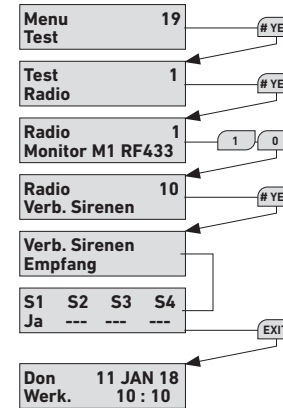 Menu 19
Test
# YE
Test 1
Radio
# YE
Radio 1
Monitor M1 RF433
1 0
Radio 10
Verb. Sirenen
# YE
Verb. Sirenen
Empfang
S1 S2 S3 S4
Ja --- --- ---
EXIT
Don 11 JAN 18
Werk. 10 : 10